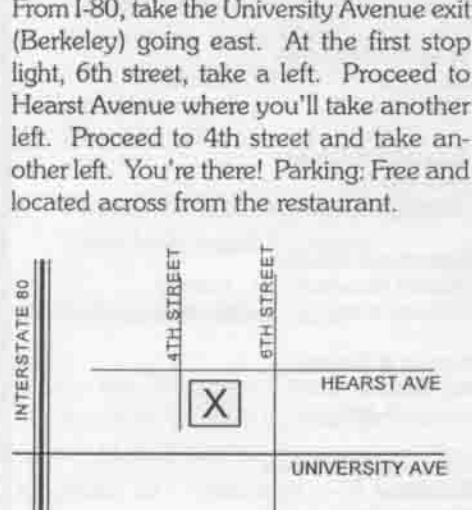 From I-80, take the University Avenue exit
(Berkeley) going east. At the first stop
light, 6th street, take a left. Proceed to
Hearst Avenue where you'll take another
left. Proceed to 4th street and take an-
other left. You're there! Parking: Free and
located across from the restaurant.
INTERSTATE 80
4TH STREET
6TH STREET
HEARST AVE
X
UNIVERSITY AVE